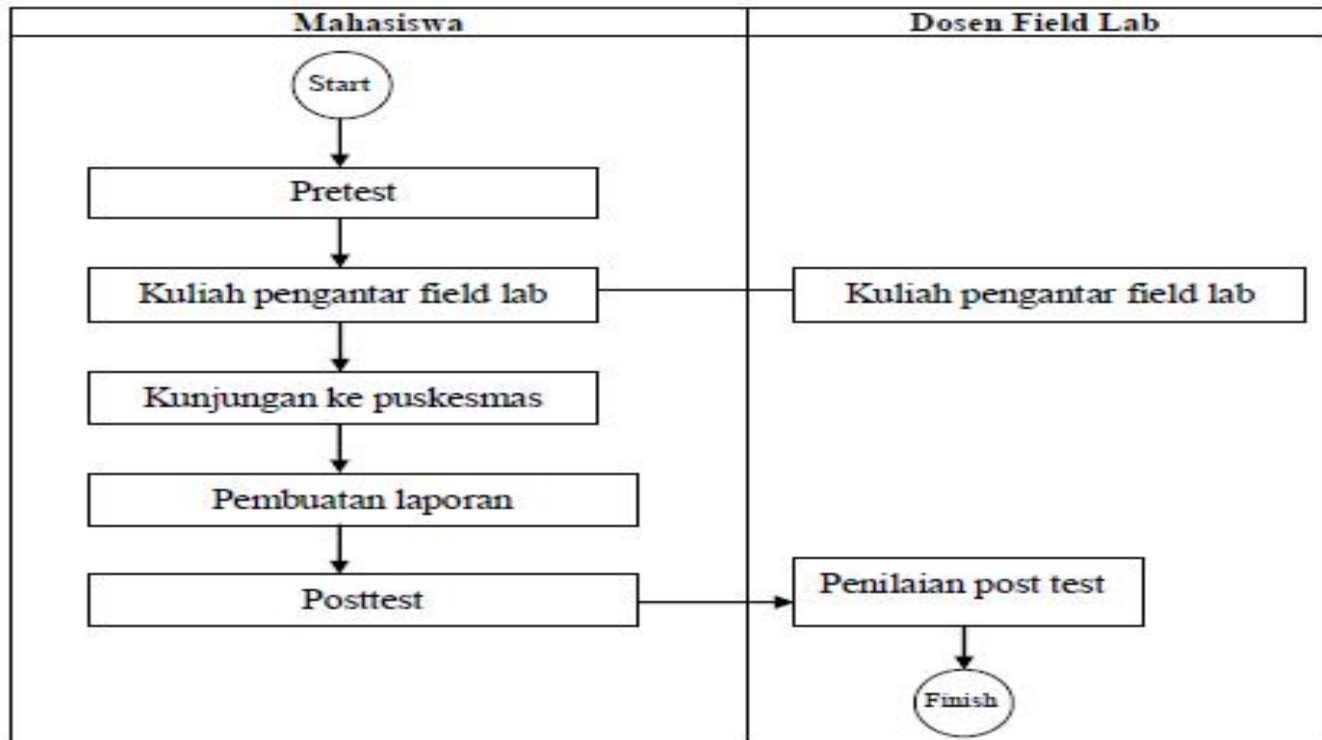 Mahasiswa
Dosen Field Lab
Start
Pretest
Kuliah pengantar field lab
Kuliah pengantar field lab
Kunjungan ke puskesmas
Pembuatan laporan
Posttest
Penilaian post test
Finish